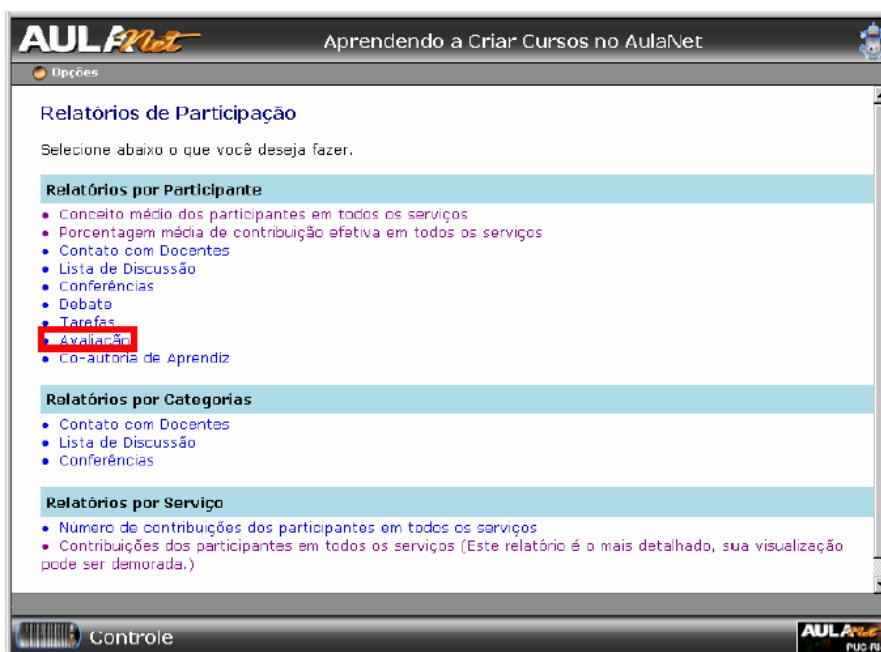 AULANet
Aprendendo a Criar Cursos no AulaNet
Opções
Relatórios de Participação
Selecione abaixo o que você deseja fazer.
Relatórios por Participante
• Conceito médio dos participantes em todos os serviços
• Porcentagem média de contribuição efetiva em todos os serviços
• Contato com Docentes
• Lista de Discussão
• Conferências
• Debate
• Tarefas
• Avaliação
• Co-autoria de Aprendiz
Relatórios por Categorias
• Contato com Docentes
• Lista de Discussão
• Conferências
Relatórios por Serviço
• Número de contribuições dos participantes em todos os serviços
• Contribuições dos participantes em todos os serviços (Este relatório é o mais detalhado, sua visualização
pode ser demorada.)
Controle
AULANet
PUC-RI